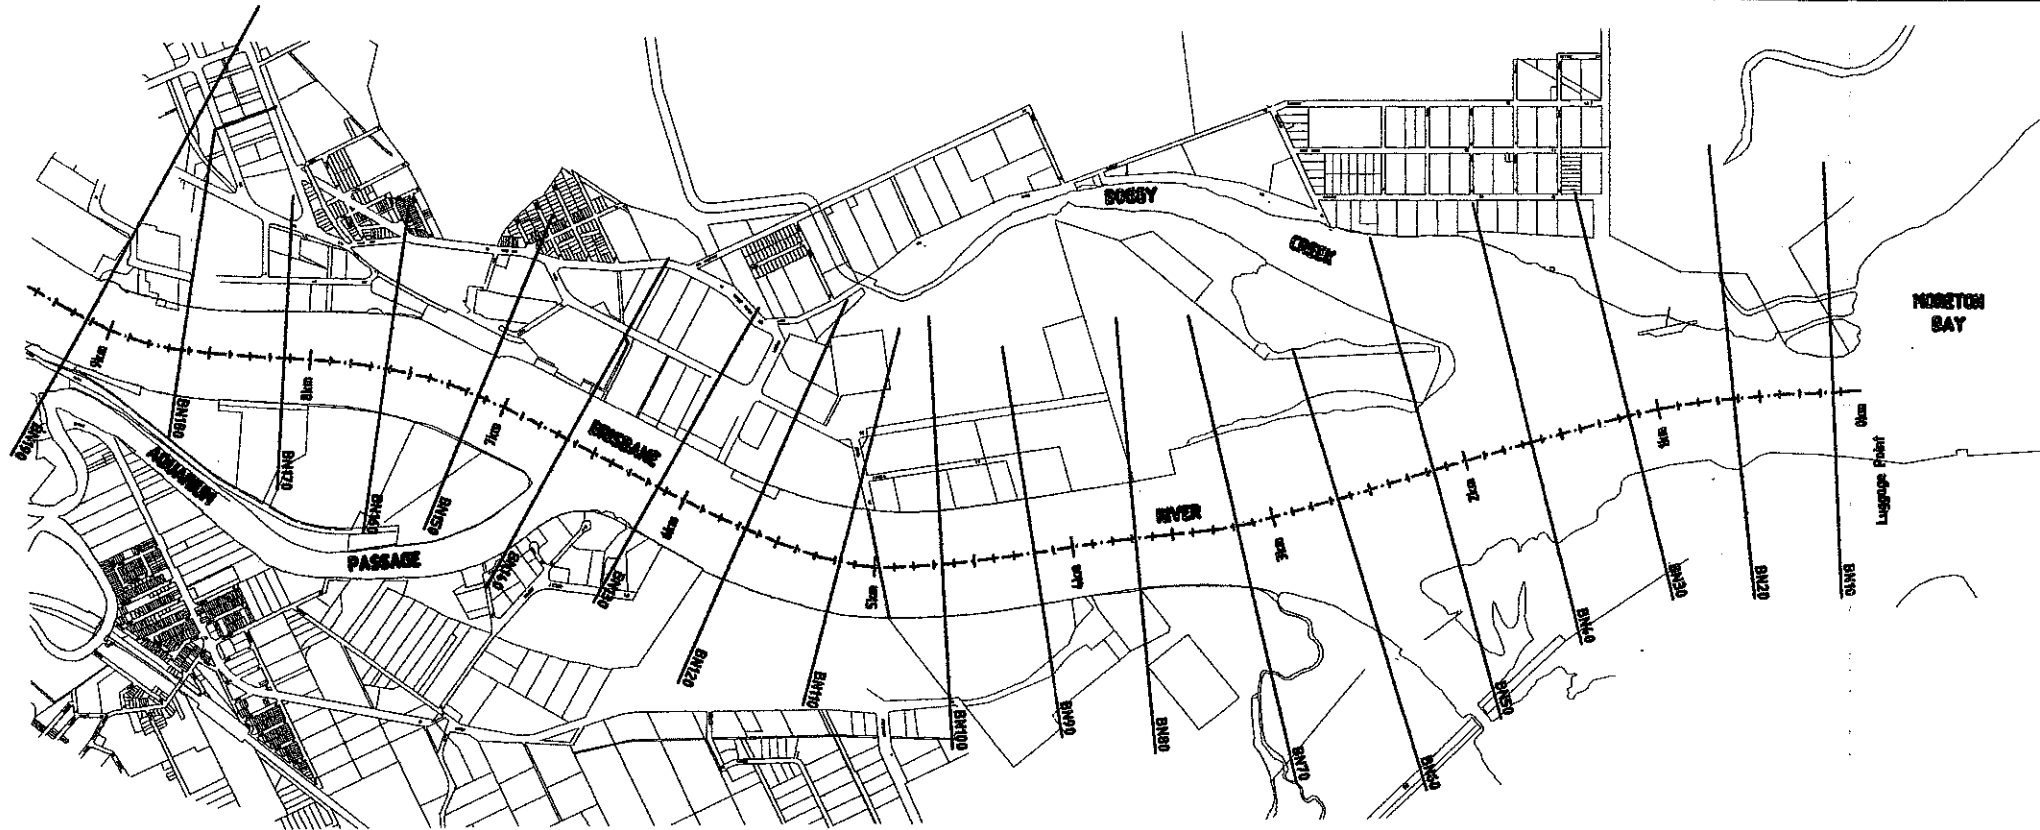 BOGGY
CREEK
MORETON
BAY
BRISBANE
RIVER
AQUARIUM
PASSAGE
Luggage Point
0km
1km
2km
3km
4km
5km
6km
7km
8km
9km
BN190
BN180
BN170
BN160
BN150
BN140
BN130
BN120
BN110
BN100
BN90
BN80
BN70
BN60
BN50
BN40
BN30
BN20
BN10